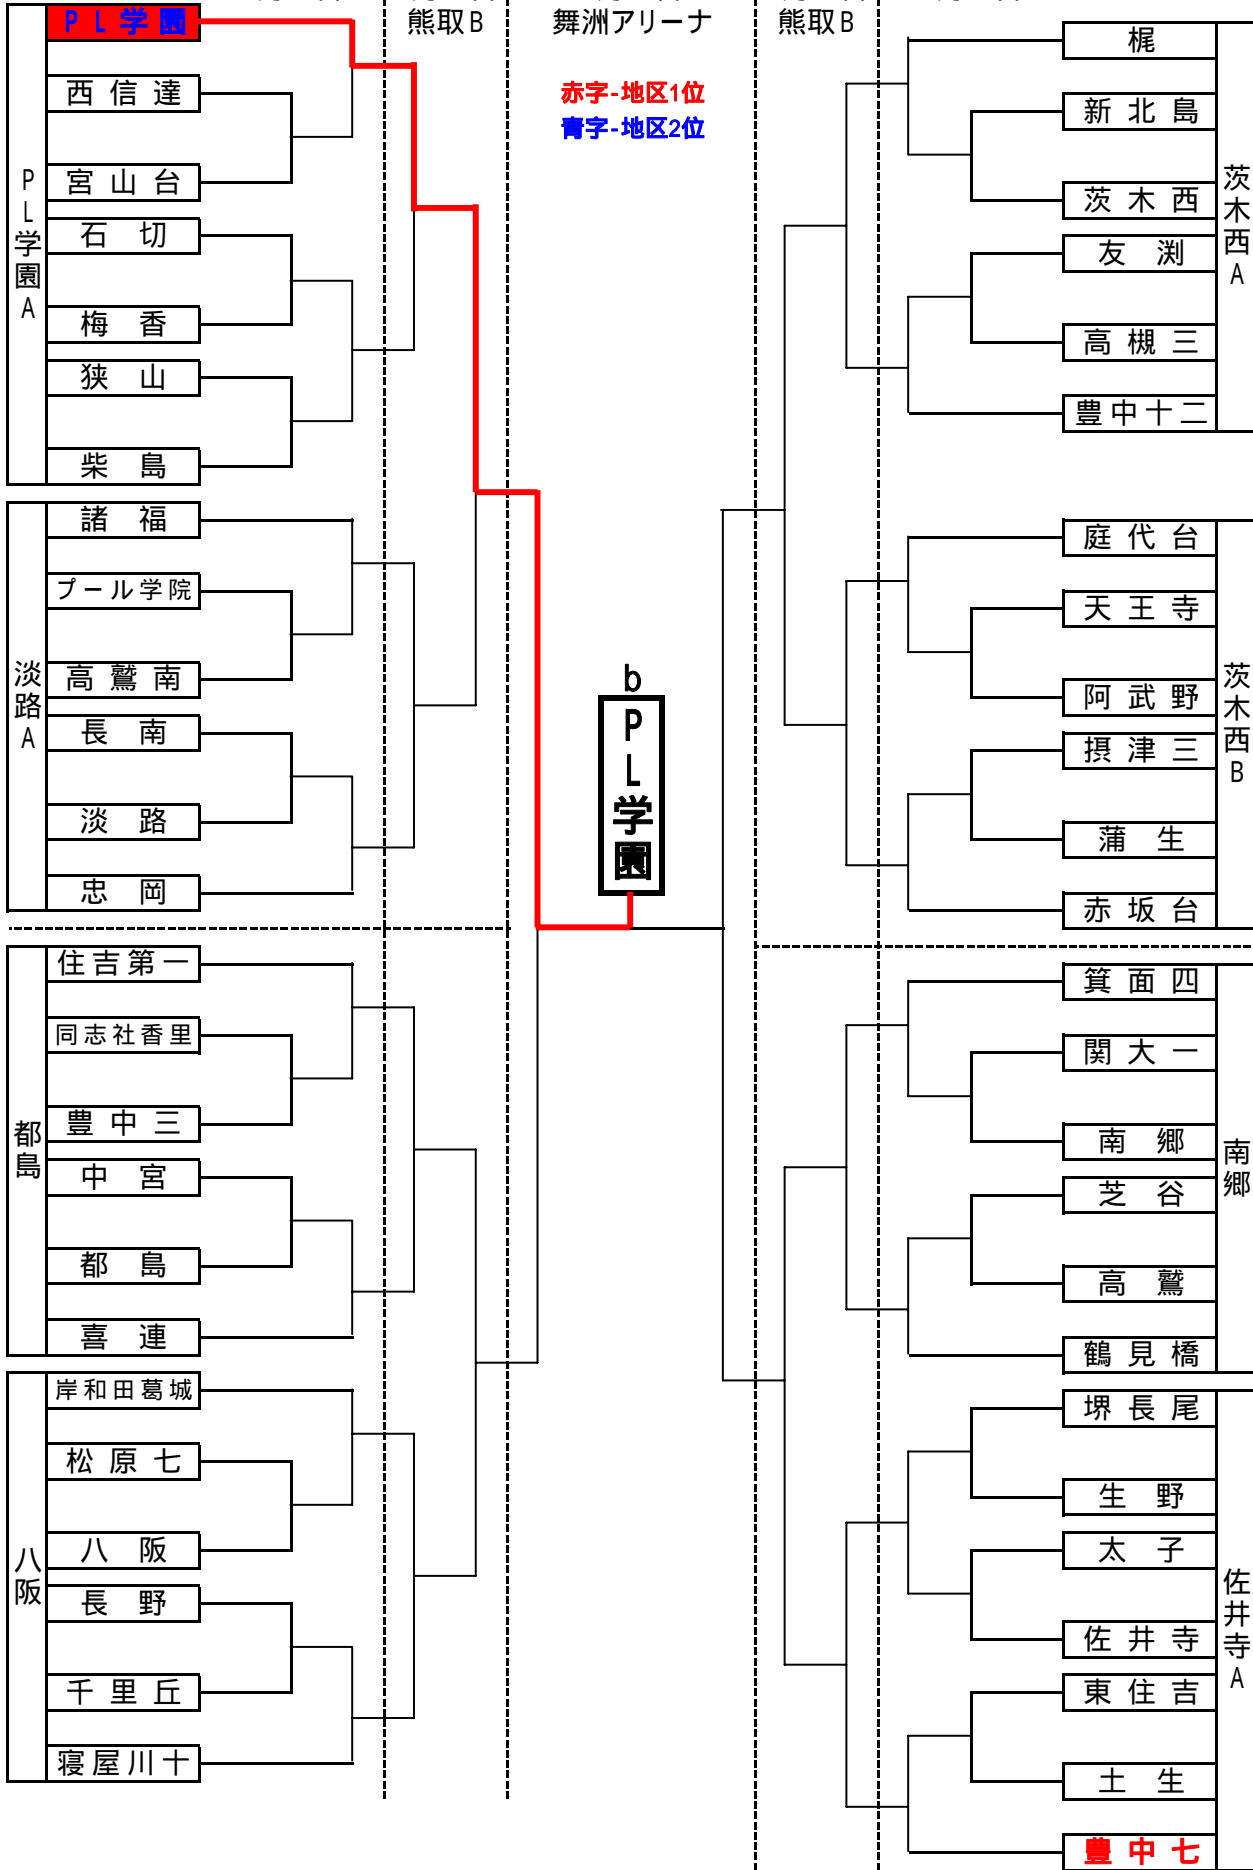 熊取B
舞洲アリーナ
熊取B
赤字-地区1位
青字-地区2位
PL学園A
PL学園
西信達
宮山台
石切
梅香
狭山
柴島
淡路A
諸福
プール学院
高鷲南
長南
淡路
忠岡
都島
住吉第一
同志社香里
豊中三
中宮
都島
喜連
八阪
岸和田葛城
松原七
八阪
長野
千里丘
寝屋川十
b
PL学園
梶
新北島
茨木西
友渕
高槻三
豊中十二
茨木西A
庭代台
天王寺
阿武野
摂津三
蒲生
赤坂台
茨木西B
箕面四
関大一
南郷
芝谷
高鷲
鶴見橋
南郷
堺長尾
生野
太子
佐井寺
東住吉
土生
豊中七
佐井寺A